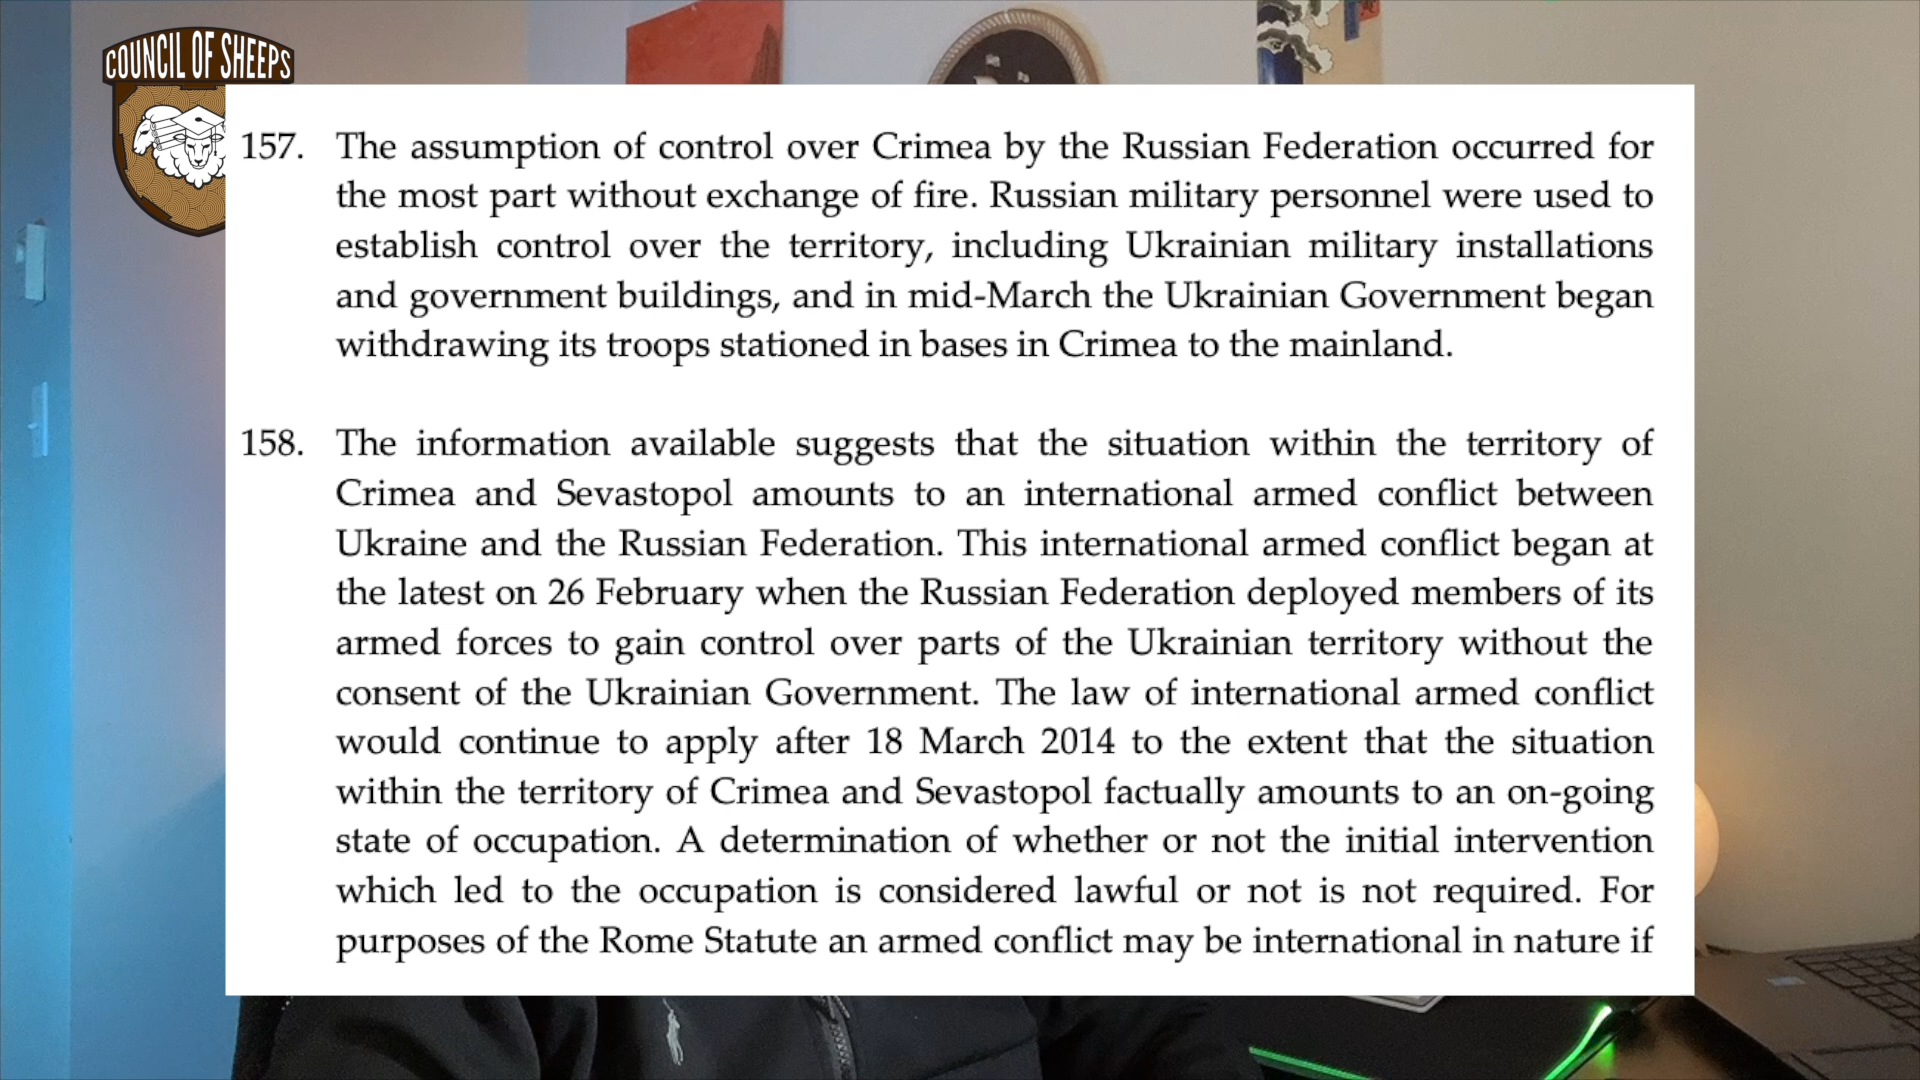 COUNCIL OF SHEEPS
157. The assumption of control over Crimea by the Russian Federation occurred for
the most part without exchange of fire. Russian military personnel were used to
establish control over the territory, including Ukrainian military installations
and government buildings, and in mid-March the Ukrainian Government began
withdrawing its troops stationed in bases in Crimea to the mainland.
158. The information available suggests that the situation within the territory of
Crimea and Sevastopol amounts to an international armed conflict between
Ukraine and the Russian Federation. This international armed conflict began at
the latest on 26 February when the Russian Federation deployed members of its
armed forces to gain control over parts of the Ukrainian territory without the
consent of the Ukrainian Government. The law of international armed conflict
would continue to apply after 18 March 2014 to the extent that the situation
within the territory of Crimea and Sevastopol factually amounts to an on-going
state of occupation. A determination of whether or not the initial intervention
which led to the occupation is considered lawful or not is not required. For
purposes of the Rome Statute an armed conflict may be international in nature if